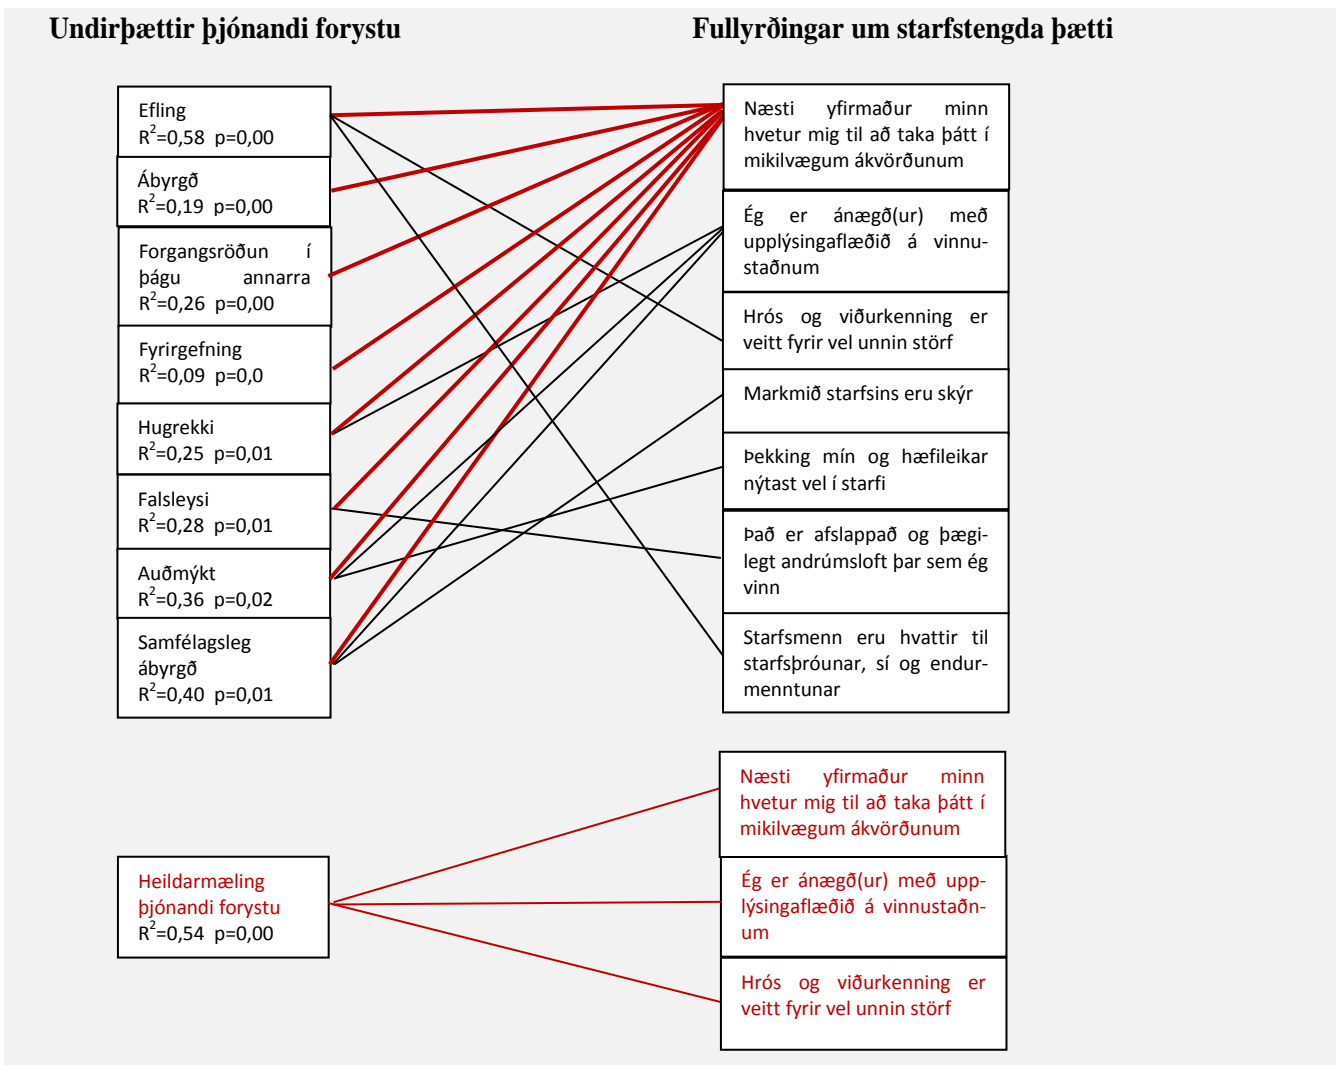 Undirþættir þjónandi forystu
Fullyrðingar um starfstengda þætti
Efling
R²=0,58 p=0,00
Ábyrgð
R²=0,19 p=0,00
Forgangsröðun í
þágu annarra
R²=0,26 p=0,00
Fyrirgefning
R²=0,09 p=0,0
Hugrekki
R²=0,25 p=0,01
Falsleysi
R²=0,28 p=0,01
Auðmýkt
R²=0,36 p=0,02
Samfélagsleg
ábyrgð
R²=0,40 p=0,01
Næsti yfirmaður minn
hvetur mig til að taka þátt í
mikilvægum ákvörðunum
Ég er ánægð(ur) með
upplýsingaflæðið á vinnu-
staðnum
Hrós og viðurkenning er
veitt fyrir vel unnin störf
Markmið starfsins eru skýr
Þekking mín og hæfileikar
nýtast vel í starfi
Það er afslappað og þægi-
legt andrúmsloft þar sem ég
vinn
Starfsmenn eru hvattir til
starfsþróunar, sí og endur-
menntunar
Heildarmæling
þjónandi forystu
R²=0,54 p=0,00
Næsti yfirmaður minn
hvetur mig til að taka þátt í
mikilvægum ákvörðunum
Ég er ánægð(ur) með upp-
lýsingaflæðið á vinnustaðn-
um
Hrós og viðurkenning er
veitt fyrir vel unnin störf